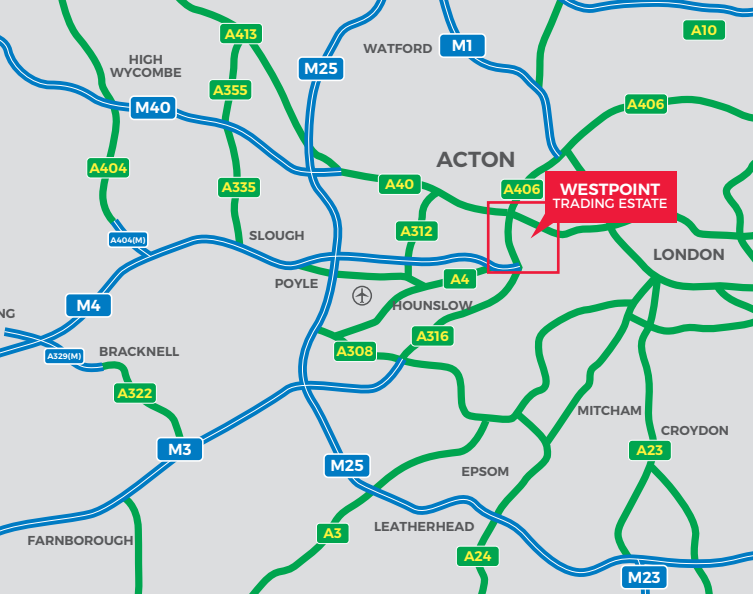 A413
A10
WATFORD
M1
HIGH
WYCOMBE
M25
A355
M40
A406
ACTON
A404
A335
A40
A406
WESTPOINT
TRADING ESTATE
A404(M)
SLOUGH
A312
LONDON
POYLE
A4
M4
HOUNSLOW
NG
A316
A329(M)
BRACKNELL
A308
A322
MITCHAM
CROYDON
M3
M25
A23
EPSOM
A3
LEATHERHEAD
FARNBOROUGH
A24
M23